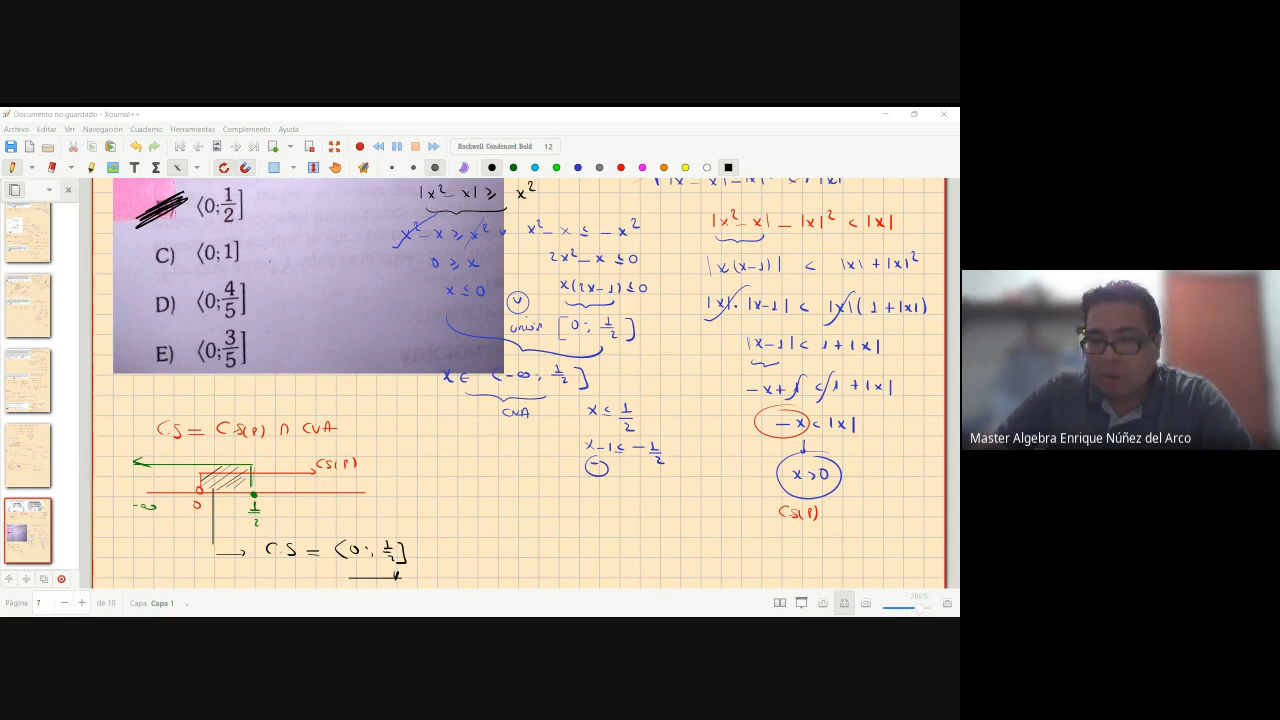 Documento no guardado - Xournal++
Archivo Editar Ver Navegación Cuaderno Herramientas Complemento Ayuda
Rockwell Condensed Bold 12
⟨0; 1/2]
C) ⟨0;1]
D) ⟨0; 4/5]
E) ⟨0; 3/5]
|x² - x| ≥ x²
x² - x ≥ x² ∨ x² - x ≤ - x²
0 ≥ x 2x² - x ≤ 0
x ≤ 0 x(2x-1) ≤ 0
∨
[0; 1/2]
x ∈ ⟨-∞; 1/2]
CVA
x ≤ 1/2
x-1 ≤ - 1/2
(-)
|x² - x| - |x|² < |x|
|x(x-1)| < |x| + |x|²
|x|. |x-1| < |x| (1 + |x|)
|x-1| < 1 + |x|
-x + 1 < 1 + |x|
-x < |x|
x > 0
CS(P)
CS = CS(P) ∩ CVA
CS(P)
-∞ 0 1/2
C.S = ⟨0; 1/2]
Página 7 de 10 Capa Capa 1
286%
Master Algebra Enrique Núñez del Arco